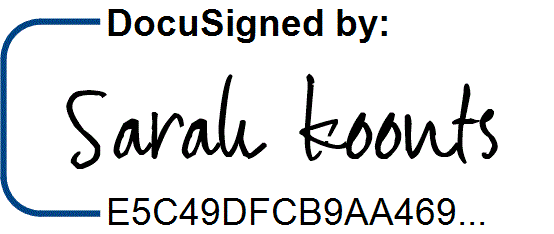 DocuSigned by:
Sarah Koonts
E5C49DFCB9AA469...